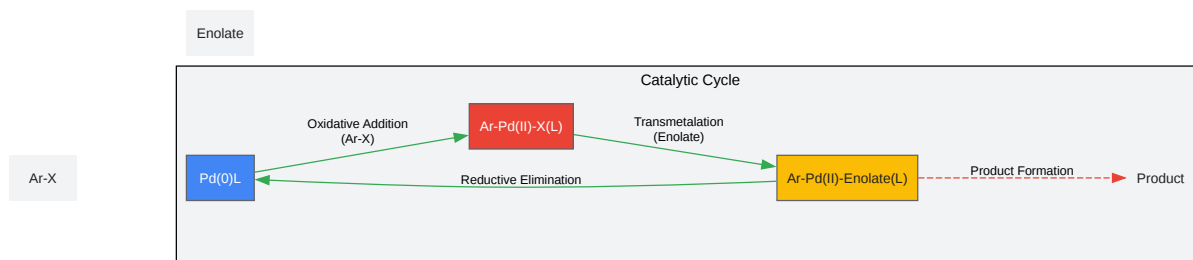 Enolate
Catalytic Cycle
Oxidative Addition
(Ar-X)
Ar-Pd(II)-X(L)
Transmetalation
(Enolate)
Ar-X
Pd(0)L
Reductive Elimination
Ar-Pd(II)-Enolate(L)
Product Formation
Product